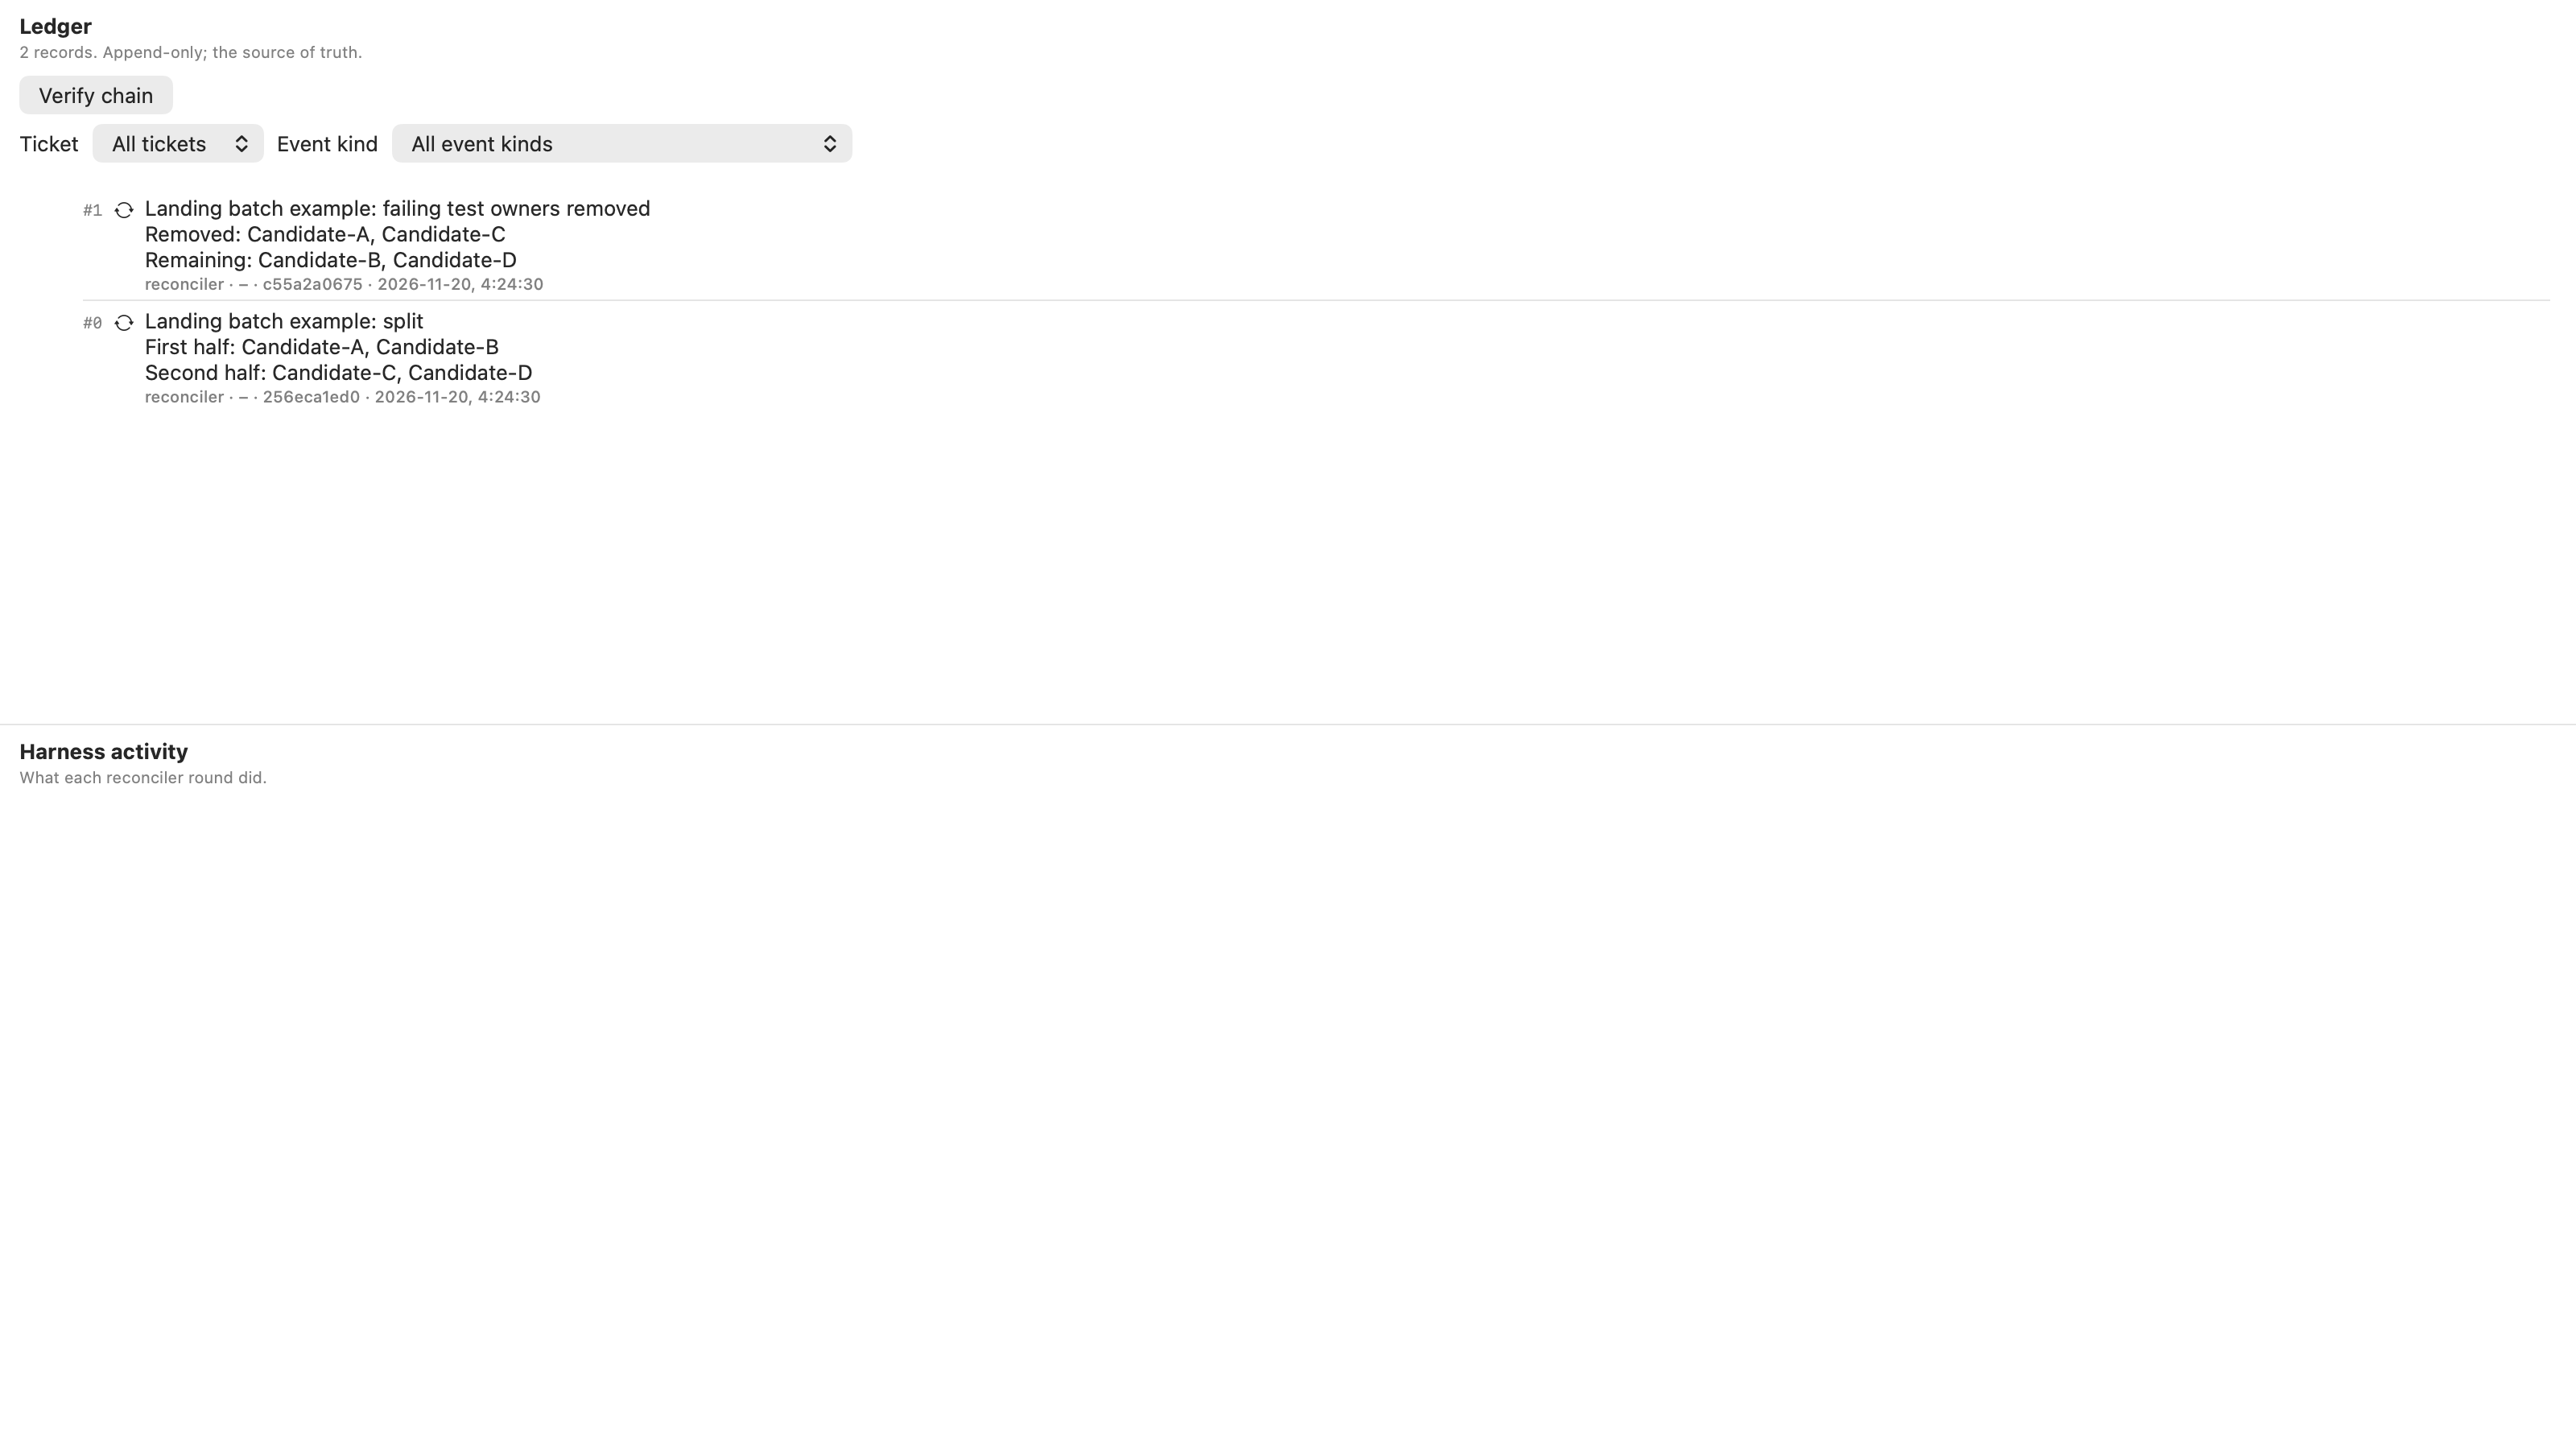 Ledger
2 records. Append-only; the source of truth.
Verify chain
Ticket All tickets Event kind All event kinds
#1 Landing batch example: failing test owners removed
Removed: Candidate-A, Candidate-C
Remaining: Candidate-B, Candidate-D
reconciler · – · c55a2a0675 · 2026-11-20, 4:24:30
#0 Landing batch example: split
First half: Candidate-A, Candidate-B
Second half: Candidate-C, Candidate-D
reconciler · – · 256eca1ed0 · 2026-11-20, 4:24:30
Harness activity
What each reconciler round did.